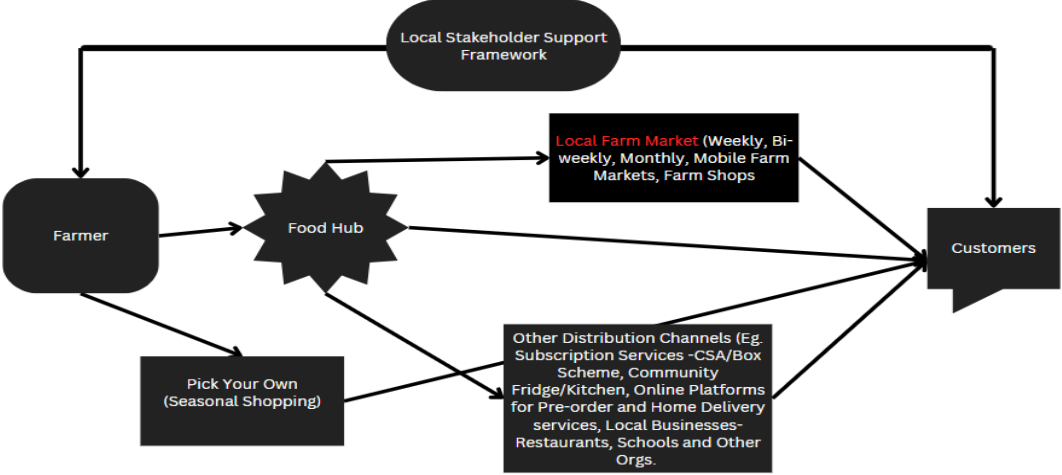 Local Stakeholder Support
Framework
Local Farm Market (Weekly, Bi-
weekly, Monthly, Mobile Farm
Markets, Farm Shops
Farmer
Food Hub
Customers
Pick Your Own
(Seasonal Shopping)
Other Distribution Channels (Eg.
Subscription Services -CSA/Box
Scheme, Community
Fridge/Kitchen, Online Platforms
for Pre-order and Home Delivery
services, Local Businesses-
Restaurants, Schools and Other
Orgs.